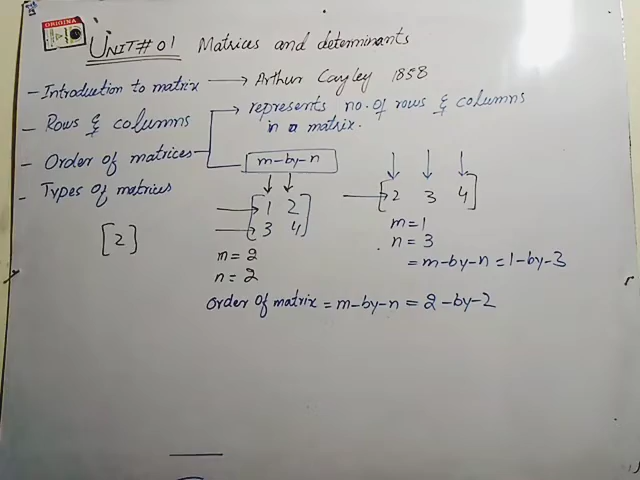 ORIGINA
UNIT # 01 Matrices and determinants
- Introduction to matrix → Arthur Cayley 1858
- Rows & columns
→ represents no. of rows & columns
in a matrix.
- Order of matrices
m-by-n
- Types of matrices
[2]
[1 2
3 4]
m = 2
n = 2
[2 3 4]
m = 1
n = 3
= m-by-n = 1-by-3
Order of matrix = m-by-n = 2-by-2